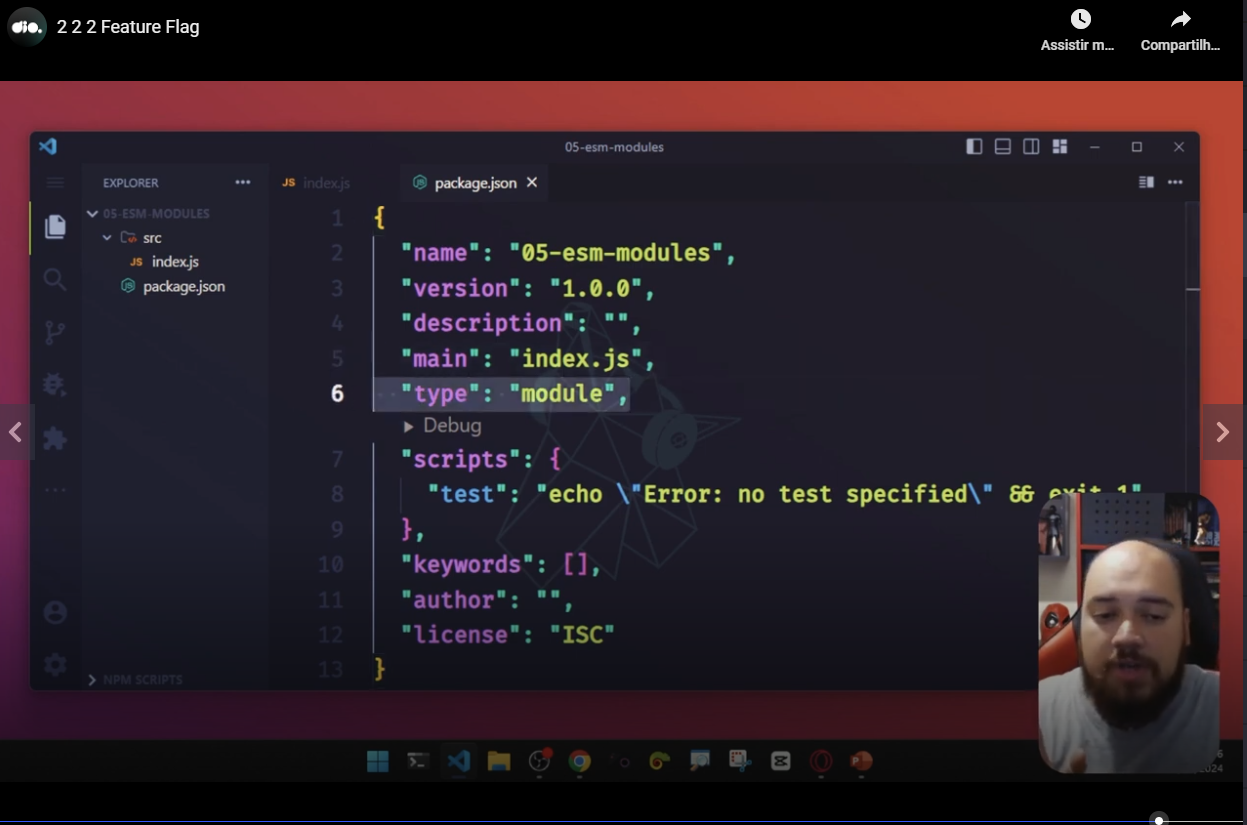 dio.
2 2 2 Feature Flag
Assistir m...
Compartilh...
05-esm-modules
EXPLORER
JS index.js
package.json
05-ESM-MODULES
src
JS index.js
package.json
NPM SCRIPTS
1 {
2 "name": "05-esm-modules",
3 "version": "1.0.0",
4 "description": "",
5 "main": "index.js",
6 "type": "module",
Debug
7 "scripts": {
8 "test": "echo \"Error: no test specified\" && exit 1"
9 },
10 "keywords": [],
11 "author": "",
12 "license": "ISC"
13 }